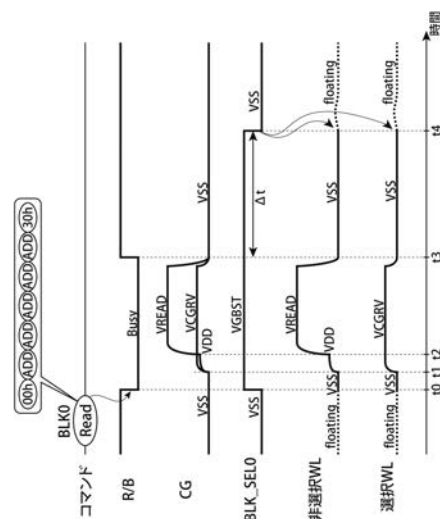 00h ADD ADD ADD ADD ADD 30h
BLK0
Read
コマンド
R/B
Busy
CG
VSS
VDD
VCGRV
VREAD
VSS
BLK_SEL0
VSS
VGBST
Δt
VSS
非選択WL
floating
VSS
VDD
VREAD
VSS
floating
選択WL
floating
VSS
VCGRV
VSS
floating
t0
t1
t2
t3
t4
時間